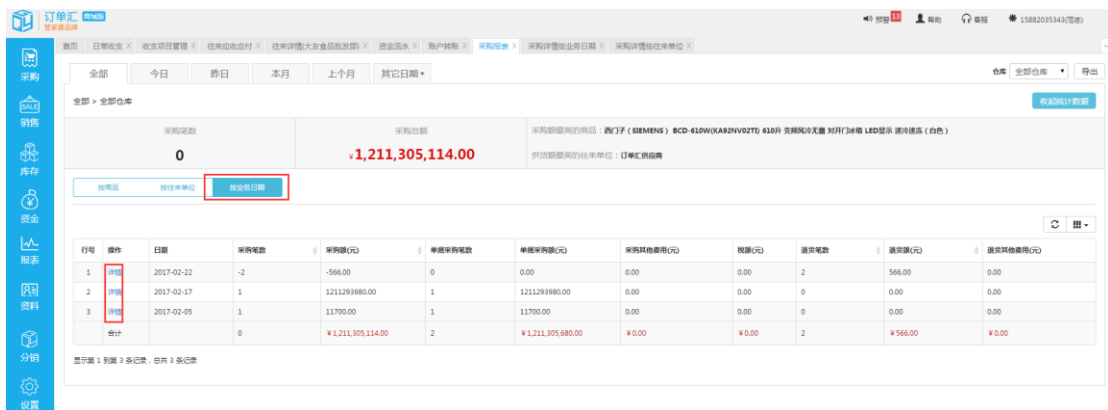 订单汇 商城版
管家婆品牌
预警 13 帮助 客服 15882035343(范志)
首页 日常收支 × 收支项目管理 × 往来应收应付 × 往来详情(大友食品批发部) × 资金流水 × 账户转账 × 采购报表 × 采购详情按业务日期 × 采购详情按往来单位 ×
采购
SALE
销售
库存
资金
报表
资料
分销
设置
全部 今日 昨日 本月 上个月 其它日期 仓库 全部仓库 导出
全部 > 全部仓库 收起统计数据
采购笔数 采购总额 采购额最高的商品：西门子（SIEMENS） BCD-610W(KA92NV02TI) 610升 变频风冷无霜 对开门冰箱 LED显示 速冷速冻（白色）
0 ¥1,211,305,114.00 供货额最高的往来单位：订单汇供应商
按商品 按往来单位 按业务日期
行号 操作 日期 采购笔数 采购额(元) 单据采购笔数 单据采购额(元) 采购其他费用(元) 税额(元) 退货笔数 退货额(元) 退货其他费用(元)
1 详情 2017-02-22 -2 -566.00 0 0.00 0.00 0.00 2 566.00 0.00
2 详情 2017-02-17 1 1211293980.00 1 1211293980.00 0.00 0.00 0 0.00 0.00
3 详情 2017-02-05 1 11700.00 1 11700.00 0.00 0.00 0 0.00 0.00
合计 0 ¥1,211,305,114.00 2 ¥1,211,305,680.00 ¥0.00 ¥0.00 2 ¥566.00 ¥0.00
显示第 1 到第 3 条记录，总共 3 条记录